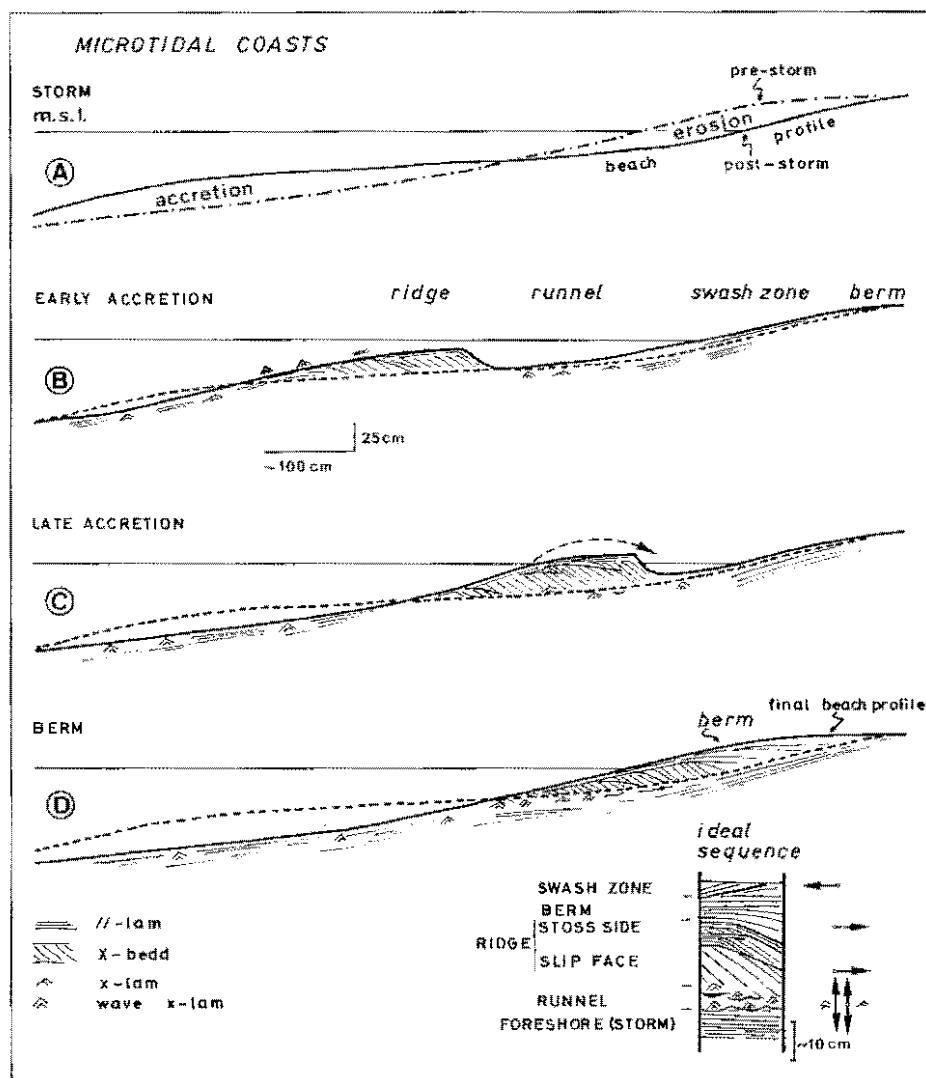 MICROTIDAL COASTS
STORM
m.s.l.
pre-storm
erosion
profile
beach
post-storm
A
accretion
EARLY ACCRETION
ridge runnel swash zone berm
B
25cm
~100 cm
LATE ACCRETION
C
BERM
berm
final beach profile
D
ideal
sequence
SWASH ZONE
BERM
STOSS SIDE
RIDGE
SLIP FACE
RUNNEL
FORESHORE (STORM)
~10 cm
//-lam
X-bedd
x-lam
wave x-lam